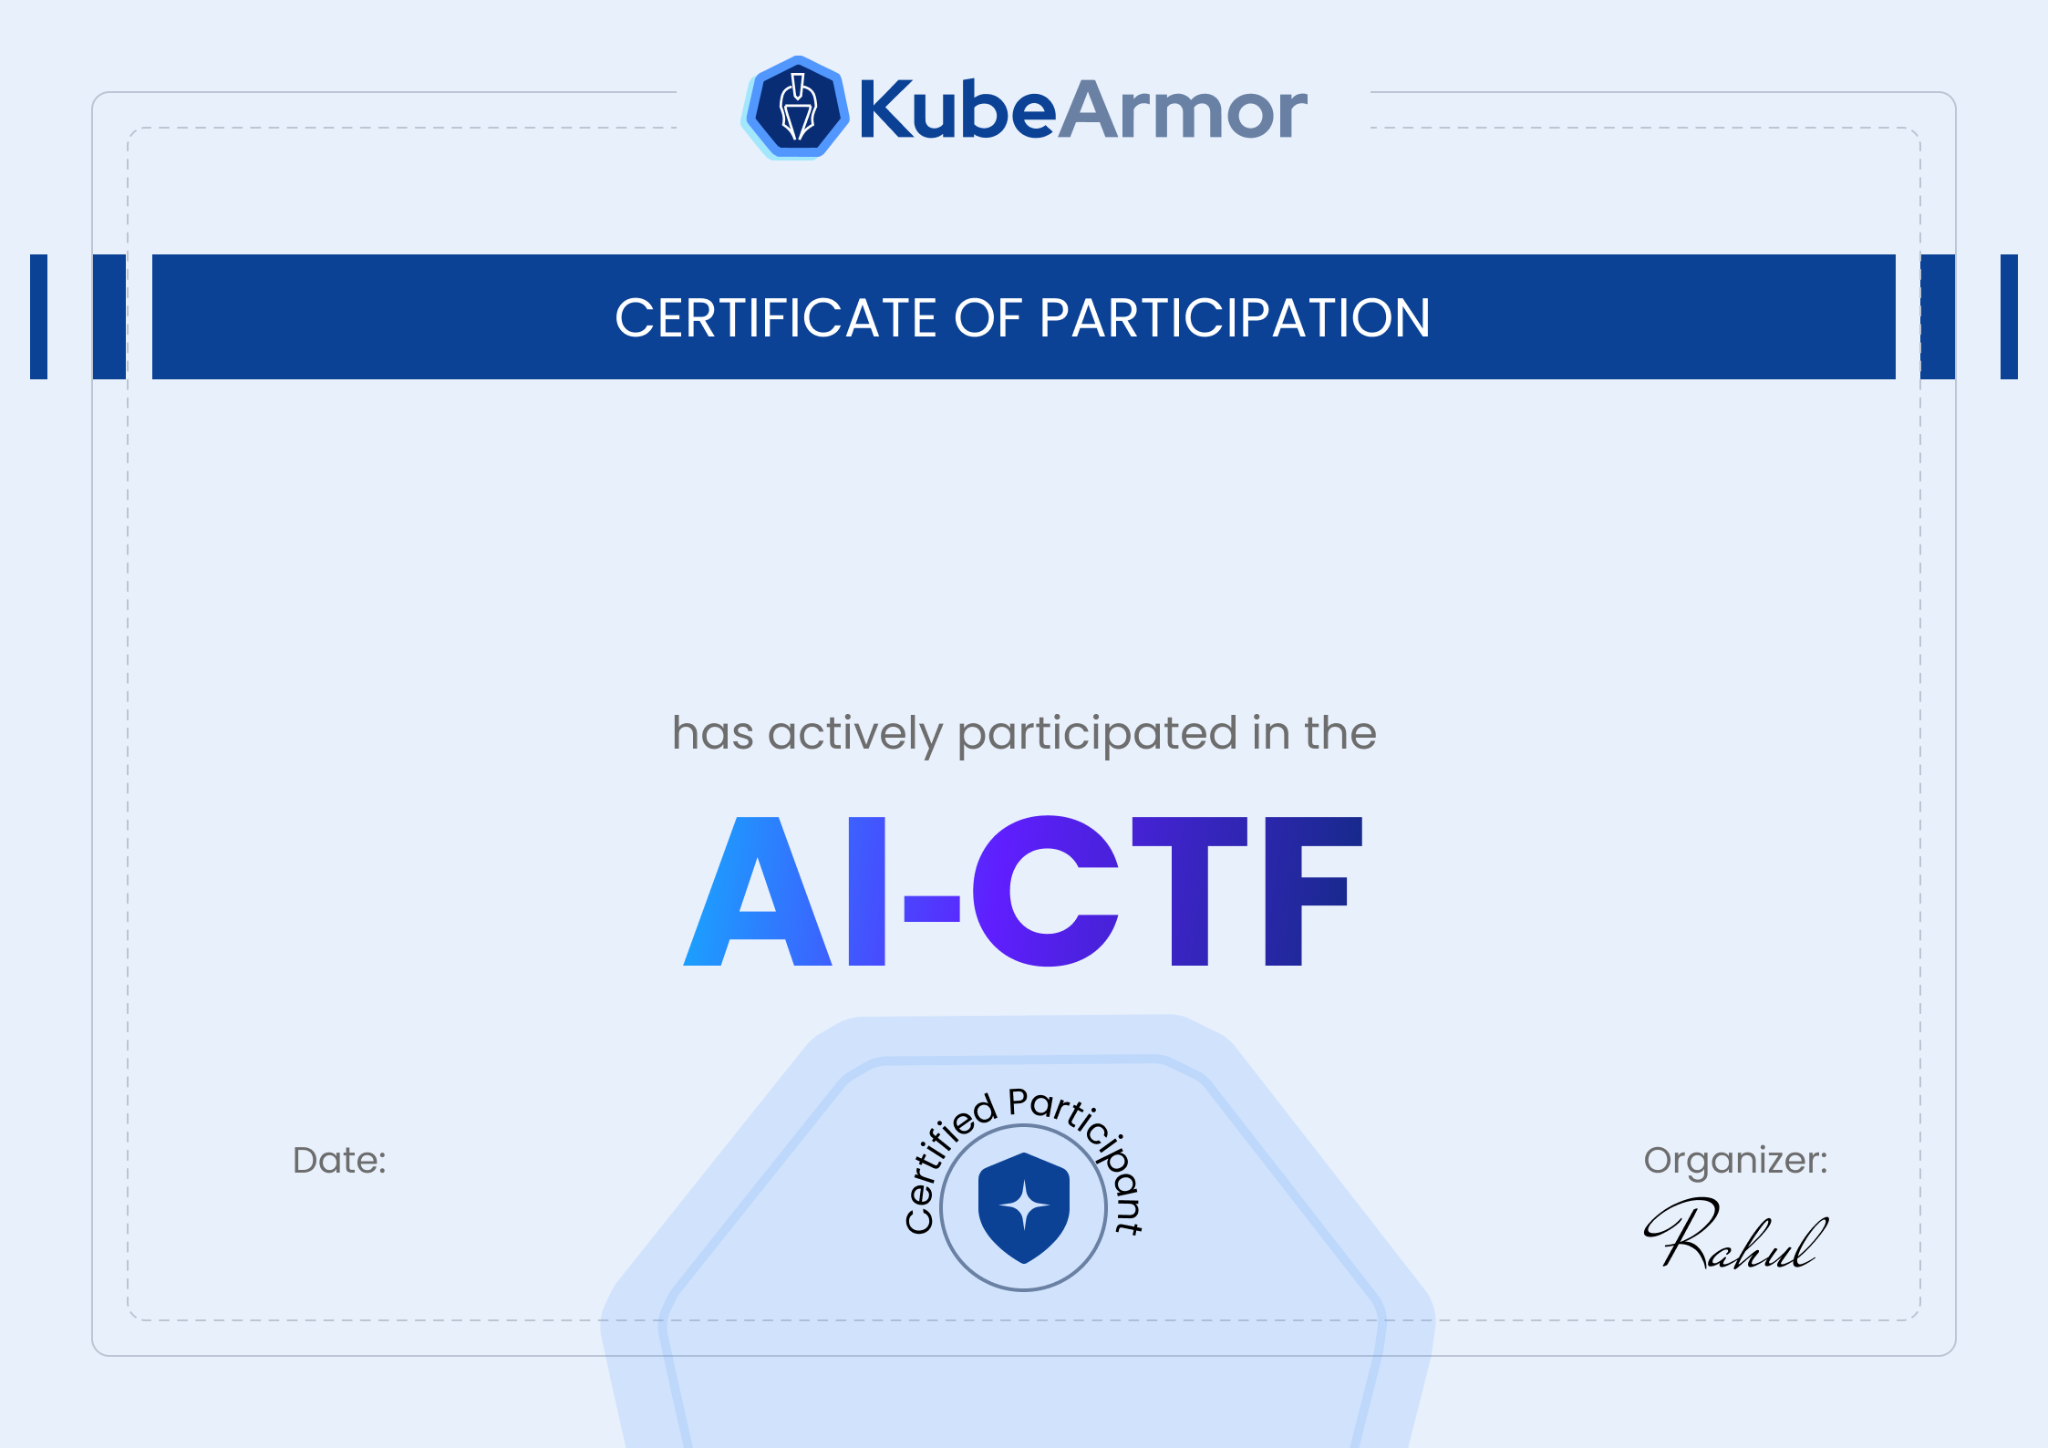 KubeArmor
CERTIFICATE OF PARTICIPATION
has actively participated in the
AI-CTF
Certified Participant
Date:
Organizer:
Rahul